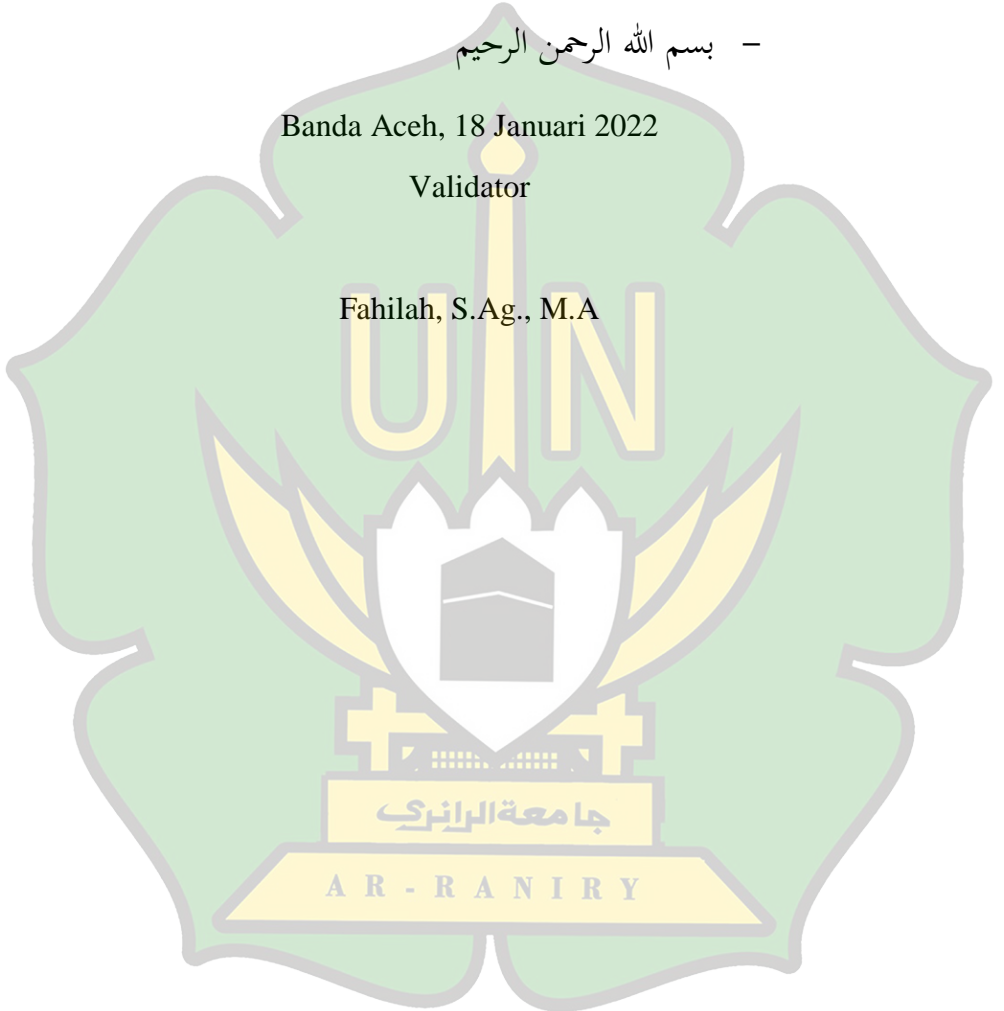 – بسم الله الرحمن الرحيم
Banda Aceh, 18 Januari 2022
Validator
Fahilah, S.Ag., M.A
UIN
جامعة الرانري
AR-RANIRY